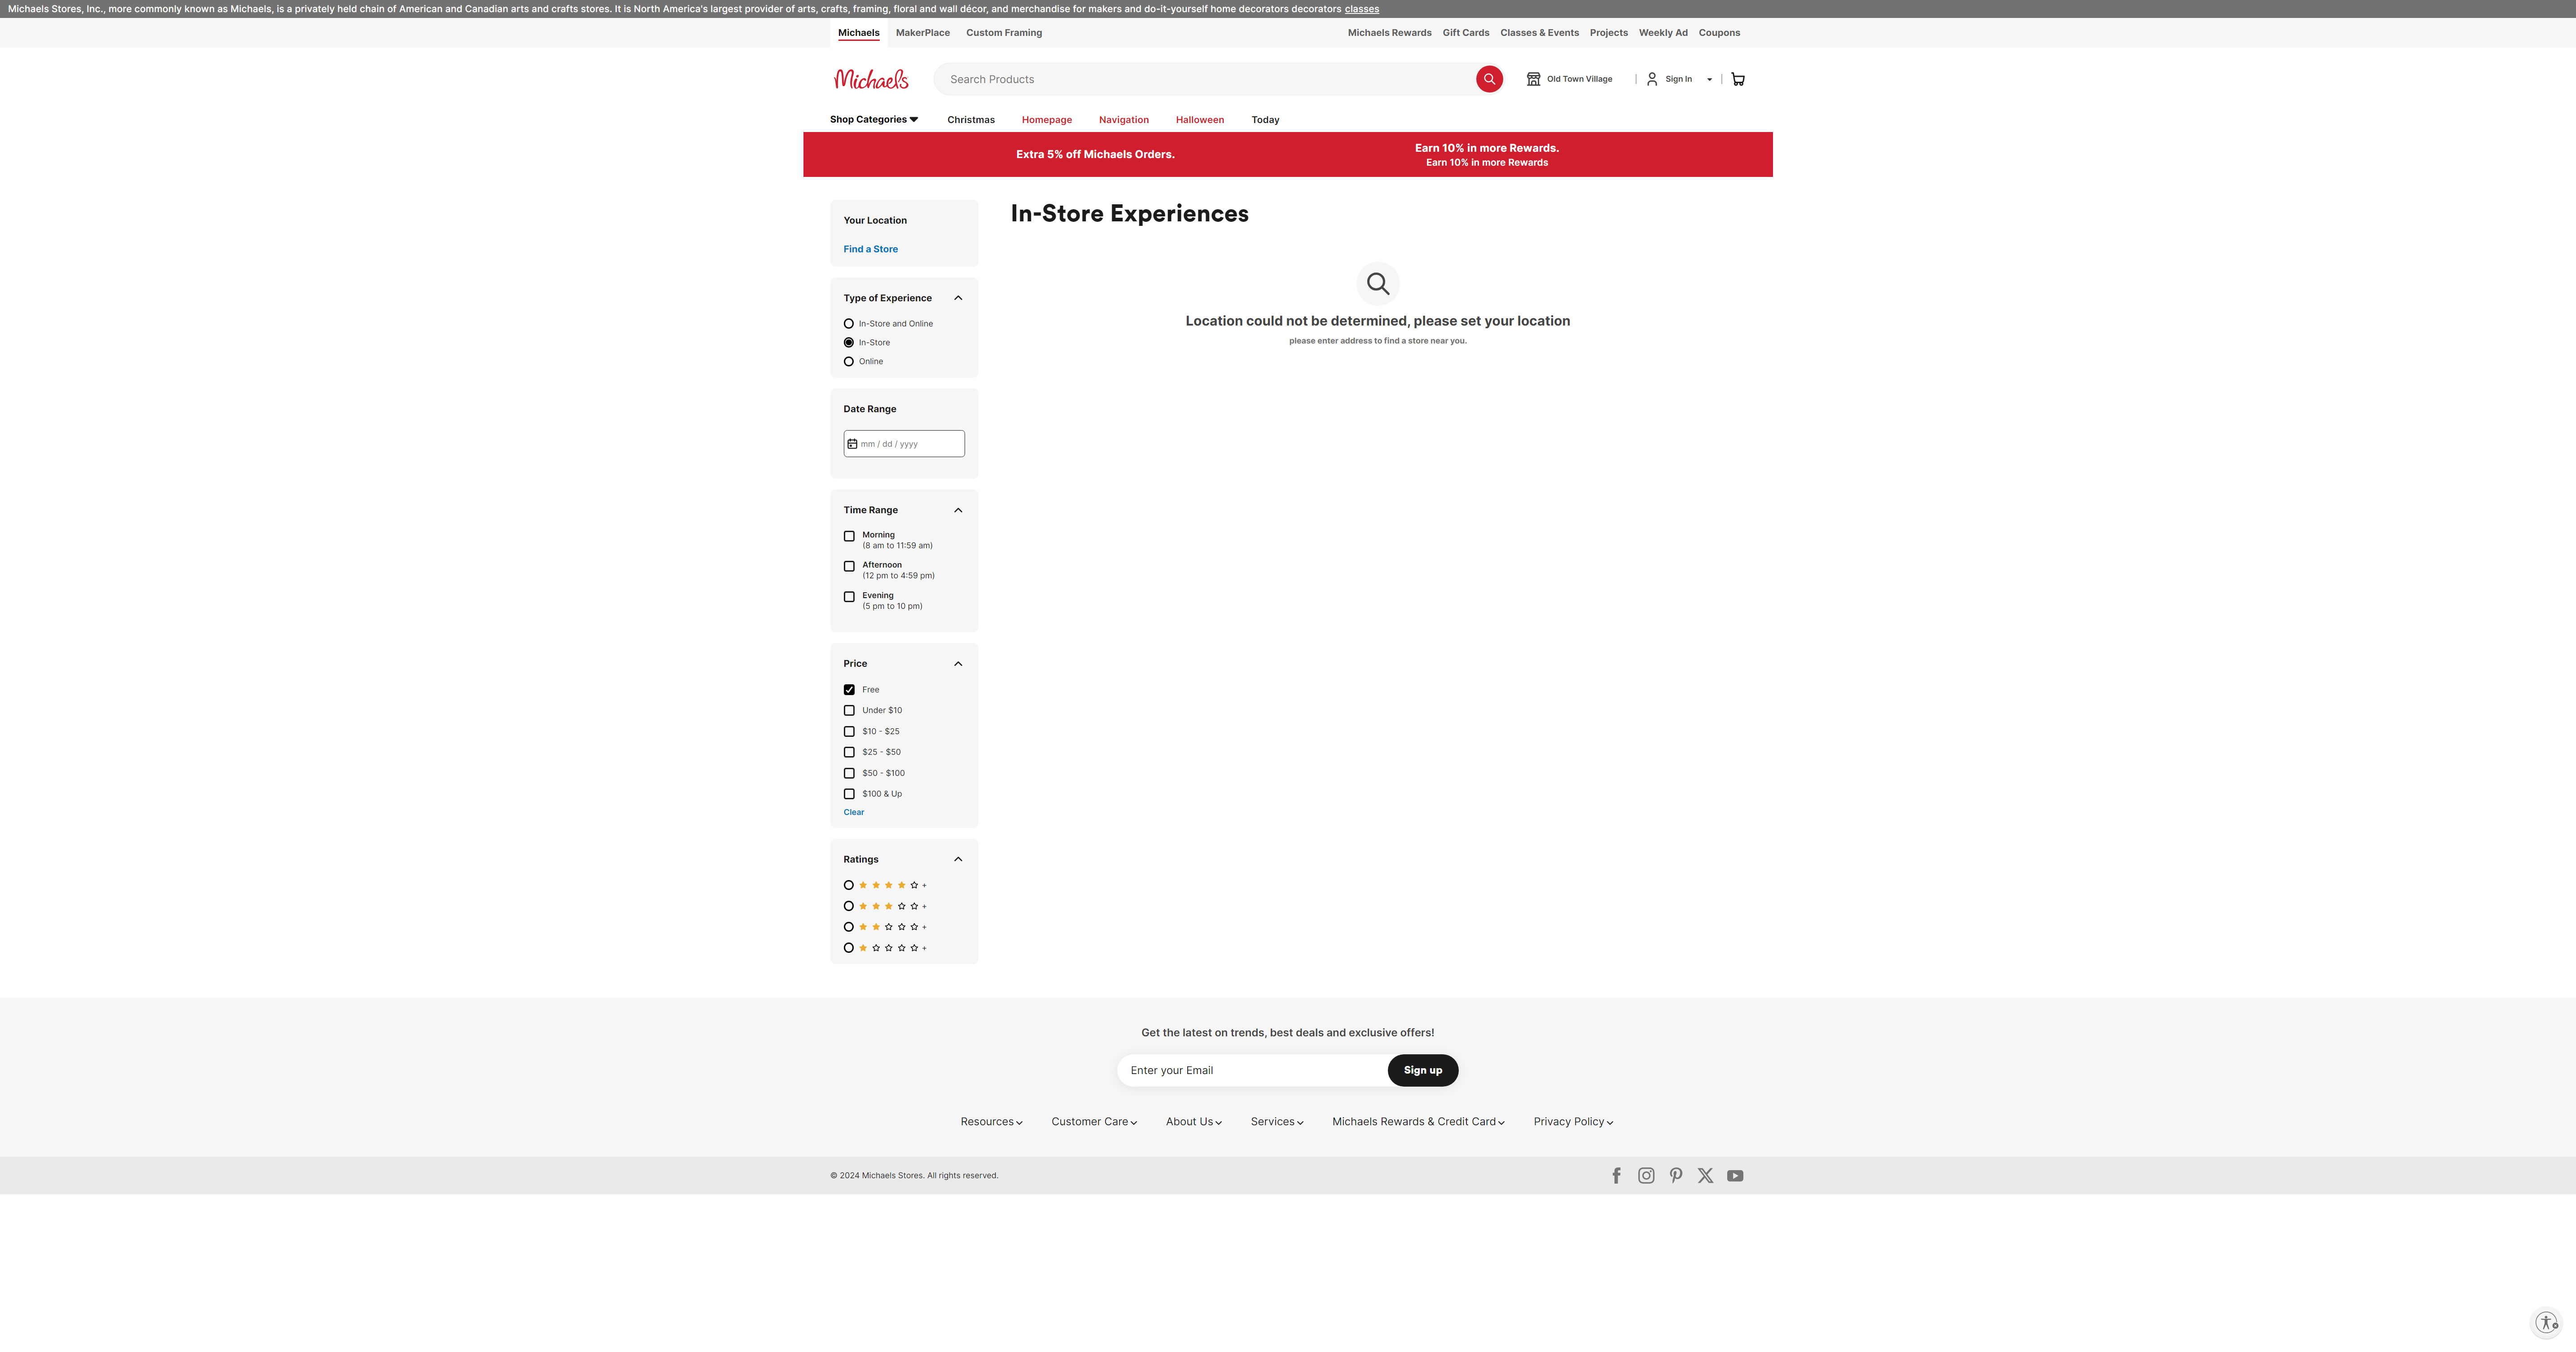 Michaels Stores, Inc., more commonly known as Michaels, is a privately held chain of American and Canadian arts and crafts stores. It is North America's largest provider of arts, crafts, framing, floral and wall décor, and merchandise for makers and do-it-yourself home decorators decorators classes
Michaels MakerPlace Custom Framing Michaels Rewards Gift Cards Classes & Events Projects Weekly Ad Coupons
Michaels Search Products Old Town Village | Sign In |
Shop Categories Christmas Homepage Navigation Halloween Today
Extra 5% off Michaels Orders.
Earn 10% in more Rewards.
Earn 10% in more Rewards
Your Location
Find a Store
Type of Experience
In-Store and Online
In-Store
Online
Date Range
mm / dd / yyyy
Time Range
Morning
(8 am to 11:59 am)
Afternoon
(12 pm to 4:59 pm)
Evening
(5 pm to 10 pm)
Price
Free
Under $10
$10 - $25
$25 - $50
$50 - $100
$100 & Up
Clear
Ratings
+
+
+
+
In-Store Experiences
Location could not be determined, please set your location
please enter address to find a store near you.
Get the latest on trends, best deals and exclusive offers!
Enter your Email Sign up
Resources Customer Care About Us Services Michaels Rewards & Credit Card Privacy Policy
© 2024 Michaels Stores. All rights reserved.